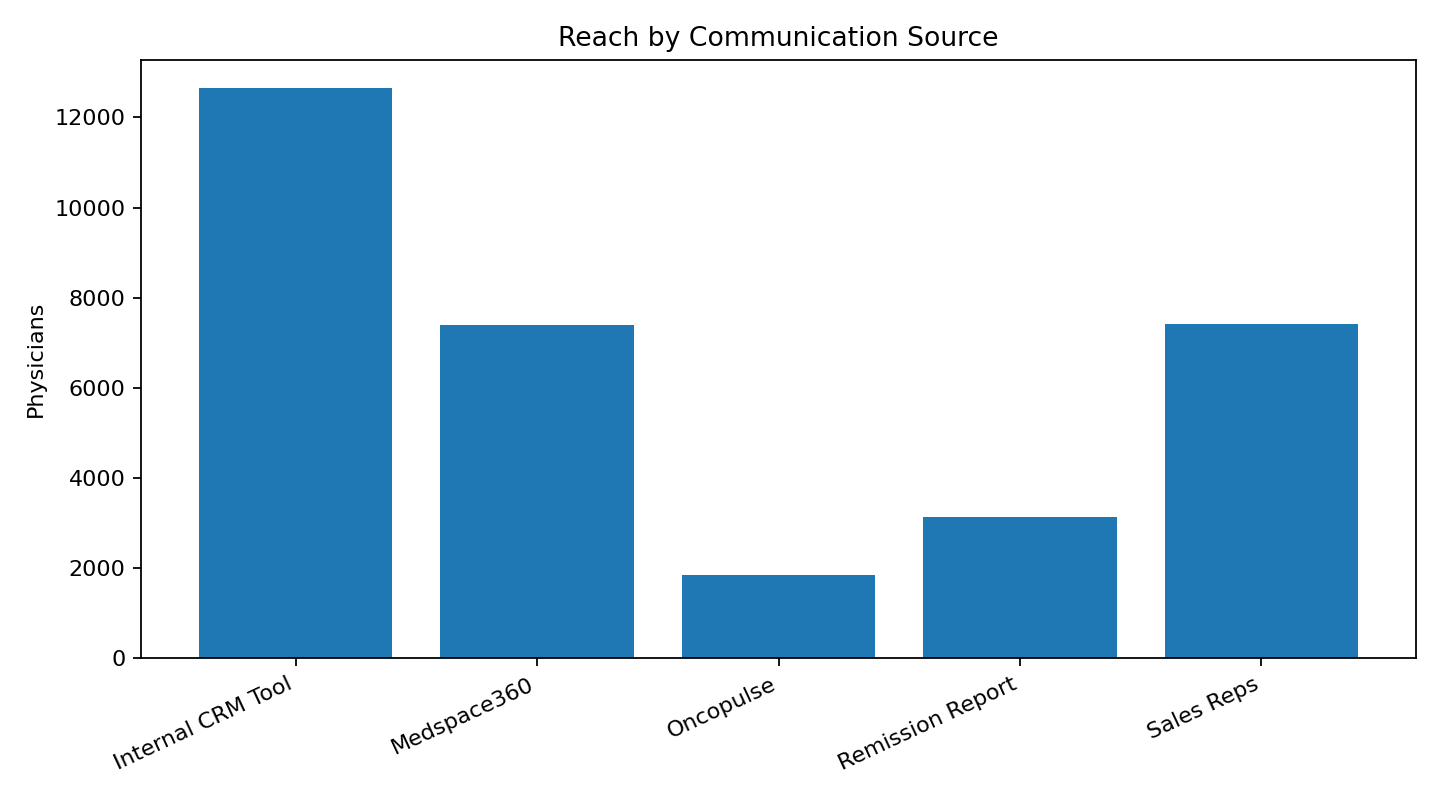 Reach by Communication Source
Physicians
12000
10000
8000
6000
4000
2000
0
Internal CRM Tool
Medspace360
Oncopulse
Remission Report
Sales Reps